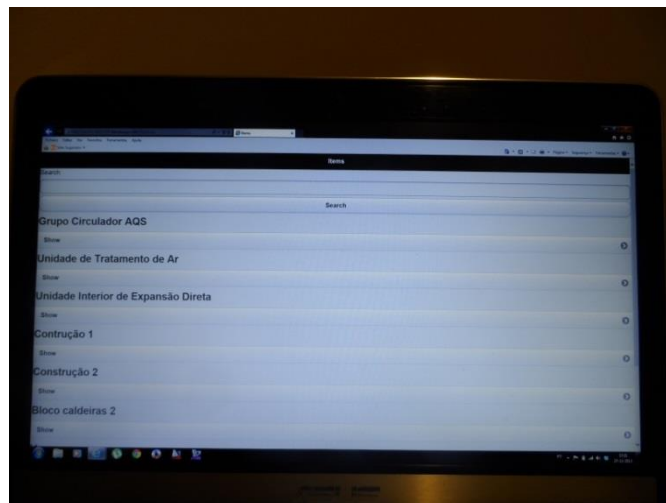 Items
Items
Search
Search
Grupo Circulador AQS
Show
Unidade de Tratamento de Ar
Show
Unidade Interior de Expansão Direta
Show
Contrução 1
Show
Construção 2
Show
Bloco caldeiras 2
Show